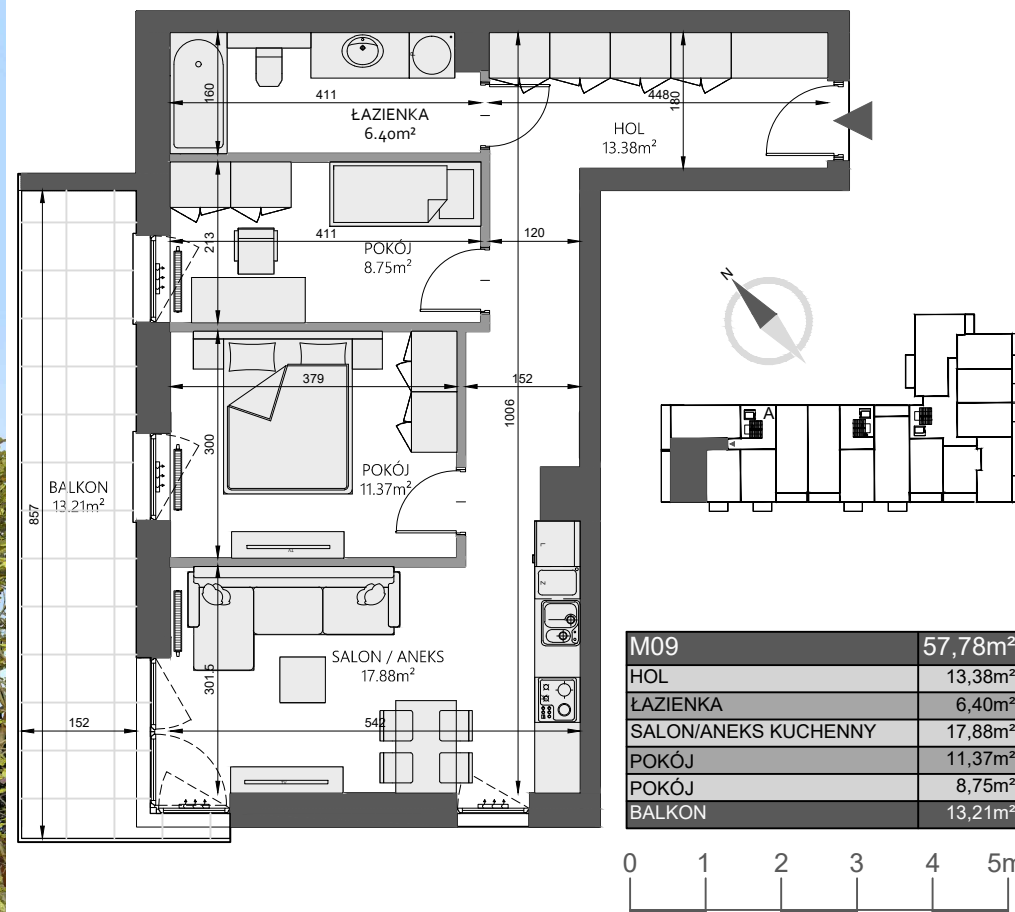 160
411
ŁAZIENKA
6.40m²
448
180
HOL
13.38m²
213
411
POKÓJ
8.75m²
120
N
A
379
152
300
1006
POKÓJ
11.37m²
BALKON
13.21m²
857
L
Z
SALON / ANEKS
17.88m²
301.5
152
542
M09 57,78m²
HOL 13,38m²
ŁAZIENKA 6,40m²
SALON/ANEKS KUCHENNY 17,88m²
POKÓJ 11,37m²
POKÓJ 8,75m²
BALKON 13,21m²
0 1 2 3 4 5m